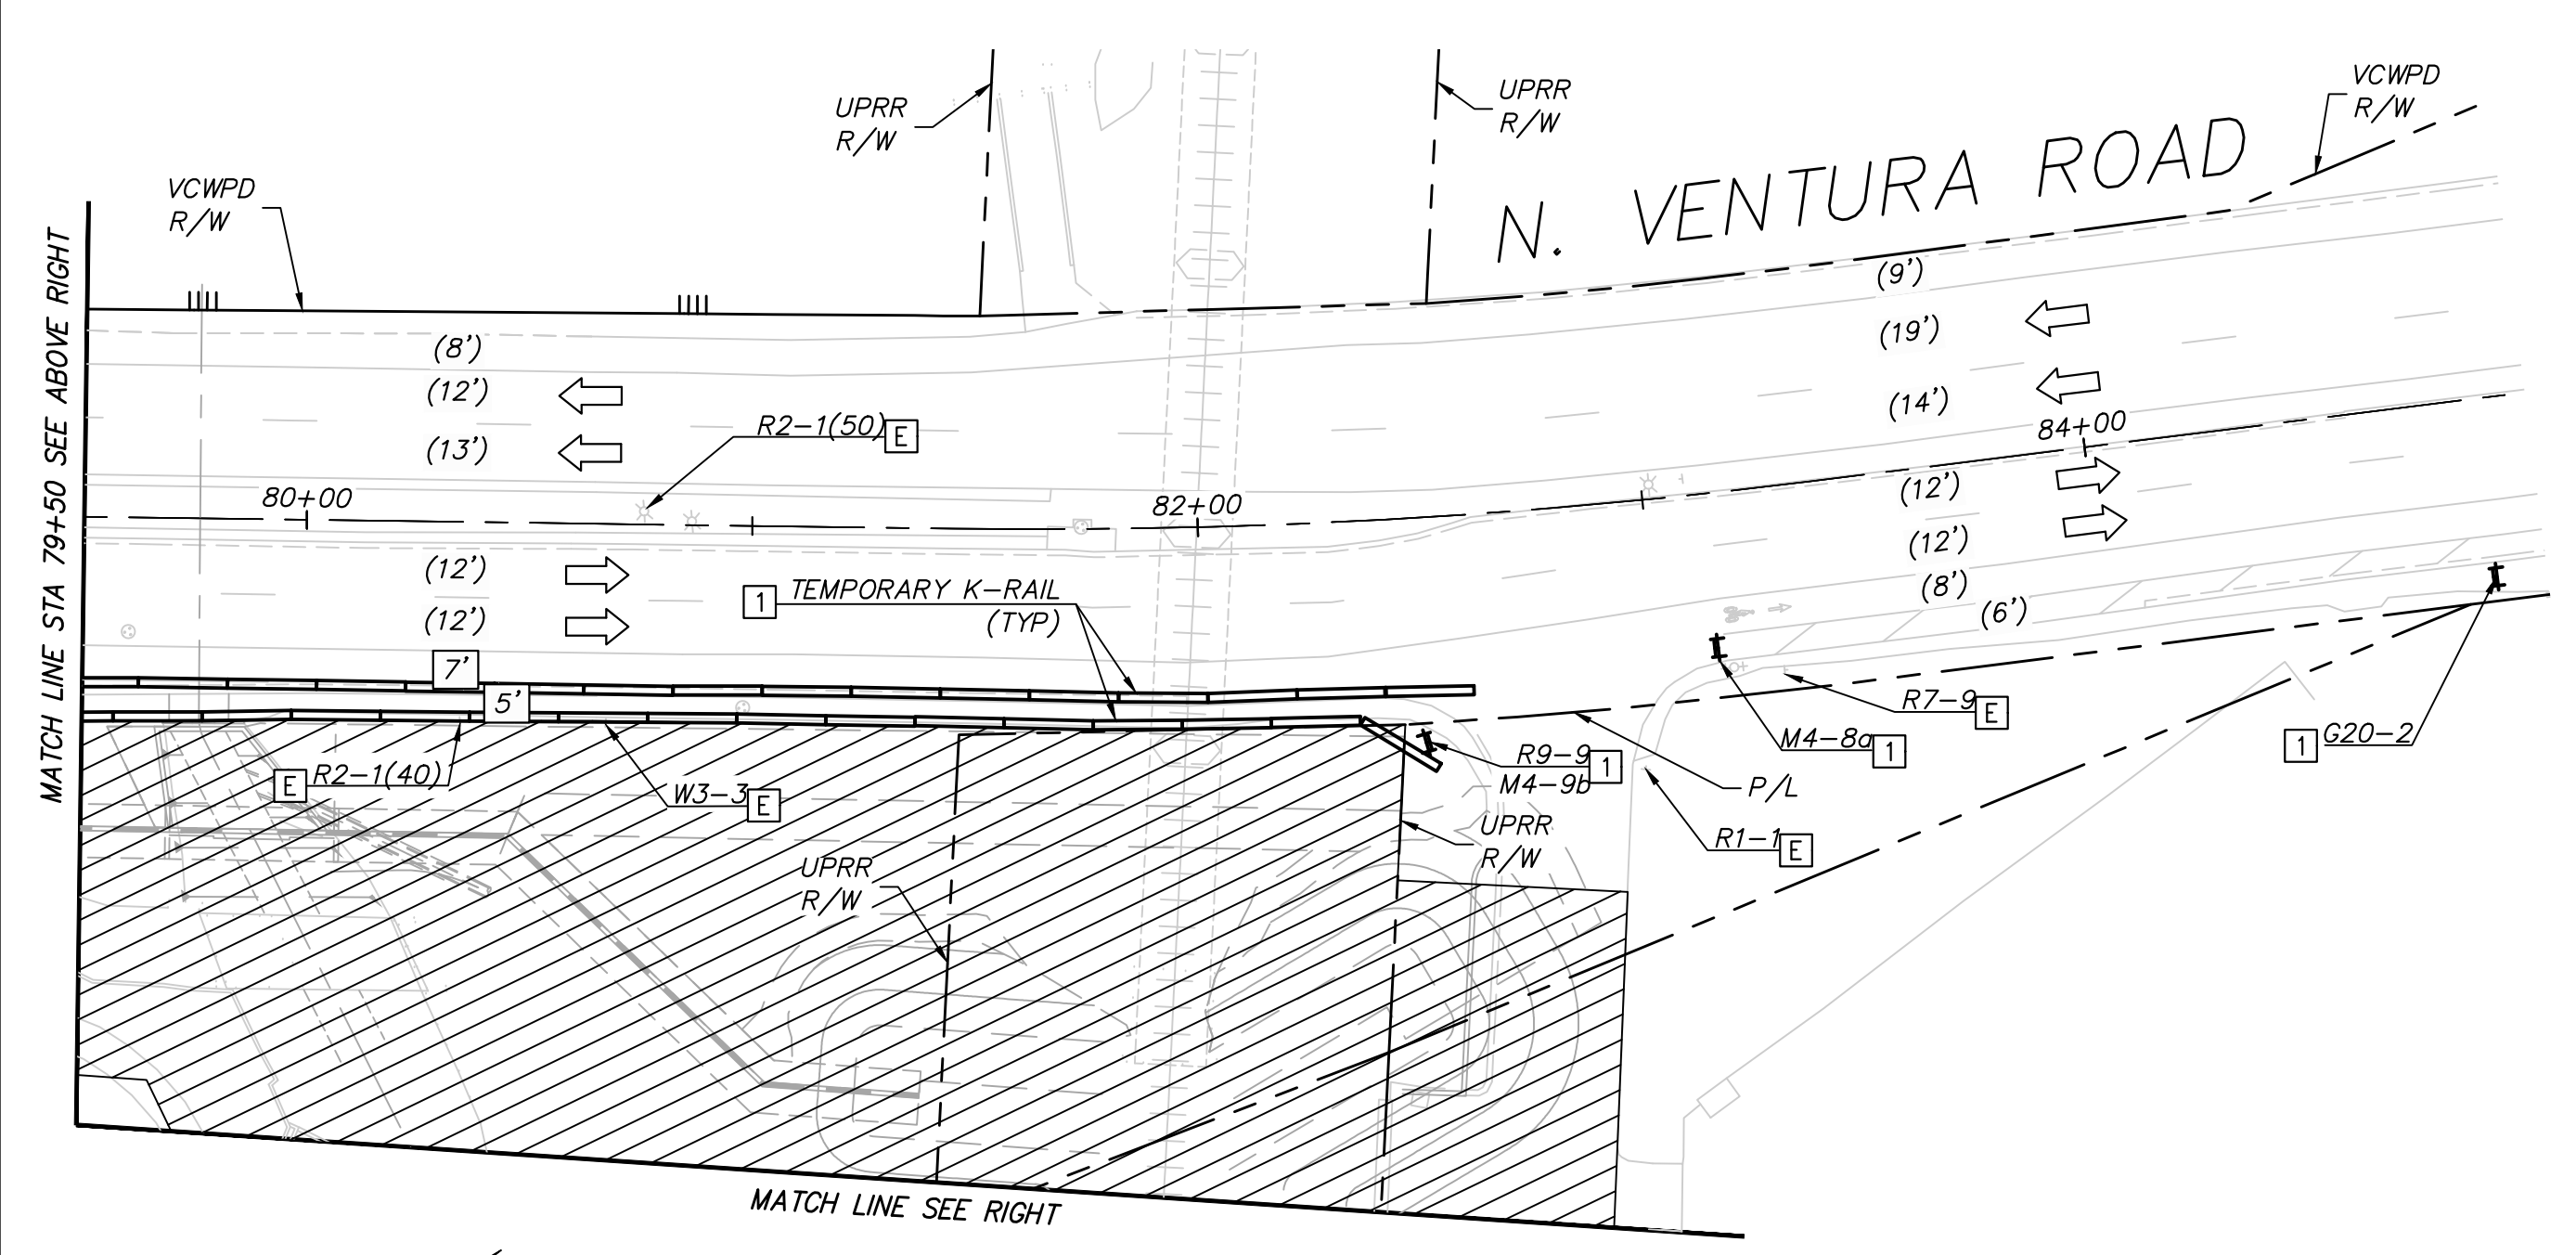 UPRR
R/W
UPRR
R/W
VCWPD
R/W
N. VENTURA ROAD
VCWPD
R/W
MATCH LINE STA 79+50 SEE ABOVE RIGHT
(9')
(19')
(14')
(8')
(12')
(13')
R2-1(50) E
84+00
80+00
82+00
(12')
(12')
(8')
(6')
(12')
(12')
1 TEMPORARY K-RAIL
(TYP)
7'
5'
R7-9 E
M4-8a 1
1 G20-2
R9-9 1
M4-9b
P/L
E R2-1(40)
W3-3 E
UPRR
R/W
R1-1 E
UPRR
R/W
MATCH LINE SEE RIGHT